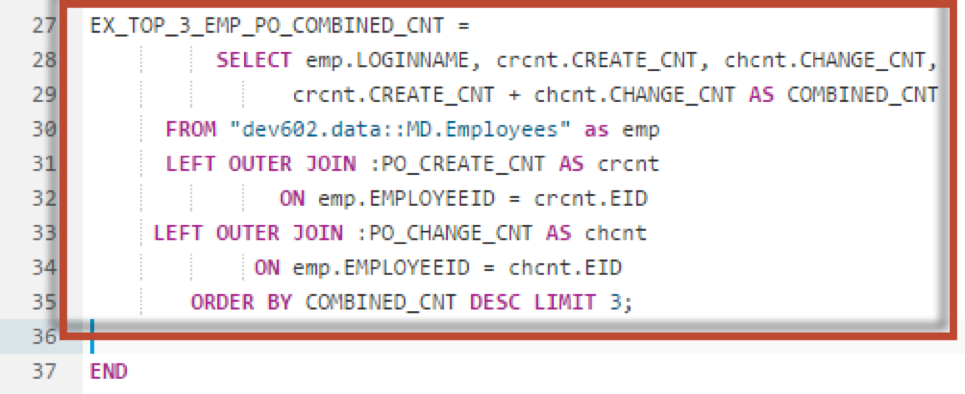 27 EX_TOP_3_EMP_PO_COMBINED_CNT =
28 SELECT emp.LOGINNAME, crcnt.CREATE_CNT, chcnt.CHANGE_CNT,
29 crcnt.CREATE_CNT + chcnt.CHANGE_CNT AS COMBINED_CNT
30 FROM "dev602.data::MD.Employees" as emp
31 LEFT OUTER JOIN :PO_CREATE_CNT AS crcnt
32 ON emp.EMPLOYEEID = crcnt.EID
33 LEFT OUTER JOIN :PO_CHANGE_CNT AS chcnt
34 ON emp.EMPLOYEEID = chcnt.EID
35 ORDER BY COMBINED_CNT DESC LIMIT 3;
36
37 END